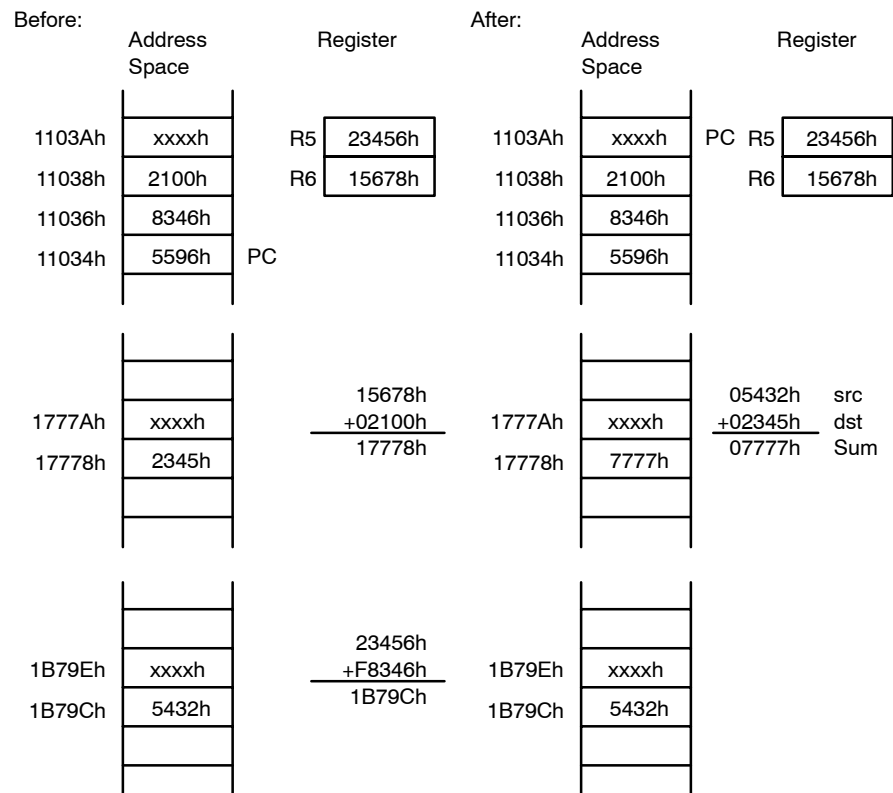 Before:
After:
Address Space
Register
Address Space
Register
1103Ah xxxxh R5 23456h
11038h 2100h R6 15678h
11036h 8346h
11034h 5596h PC
1103Ah xxxxh PC R5 23456h
11038h 2100h R6 15678h
11036h 8346h
11034h 5596h
1777Ah xxxxh
17778h 2345h
15678h
+02100h
17778h
1777Ah xxxxh
17778h 7777h
05432h src
+02345h dst
07777h Sum
1B79Eh xxxxh
1B79Ch 5432h
23456h
+F8346h
1B79Ch
1B79Eh xxxxh
1B79Ch 5432h